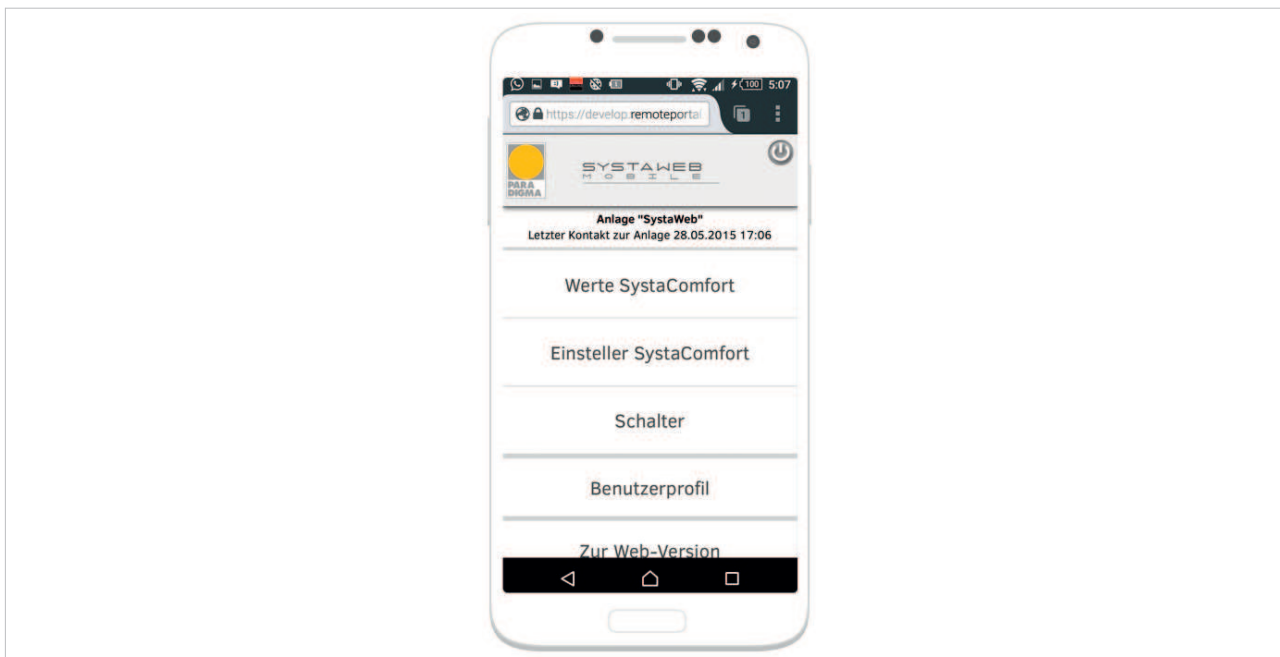 100 5:07
https://develop.remoteportal
1
PARA
DIGMA
SYSTAWEB
MOBILE
Anlage "SystaWeb"
Letzter Kontakt zur Anlage 28.05.2015 17:06
Werte SystaComfort
Einsteller SystaComfort
Schalter
Benutzerprofil
Zur Web-Version